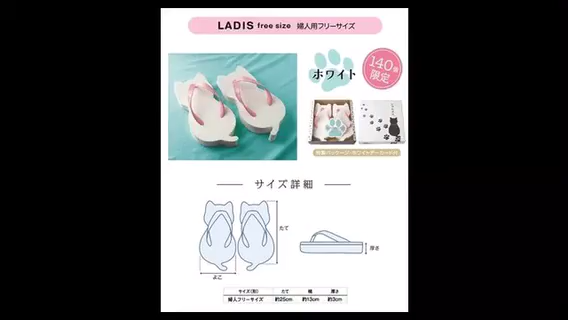 LADIS free size 婦人用フリーサイズ
ホワイト
140個
限定
サイズ詳細
たて
よこ
厚さ
サイズ(約) たて 幅 厚さ
婦人フリーサイズ 約25cm 約13cm 約3cm